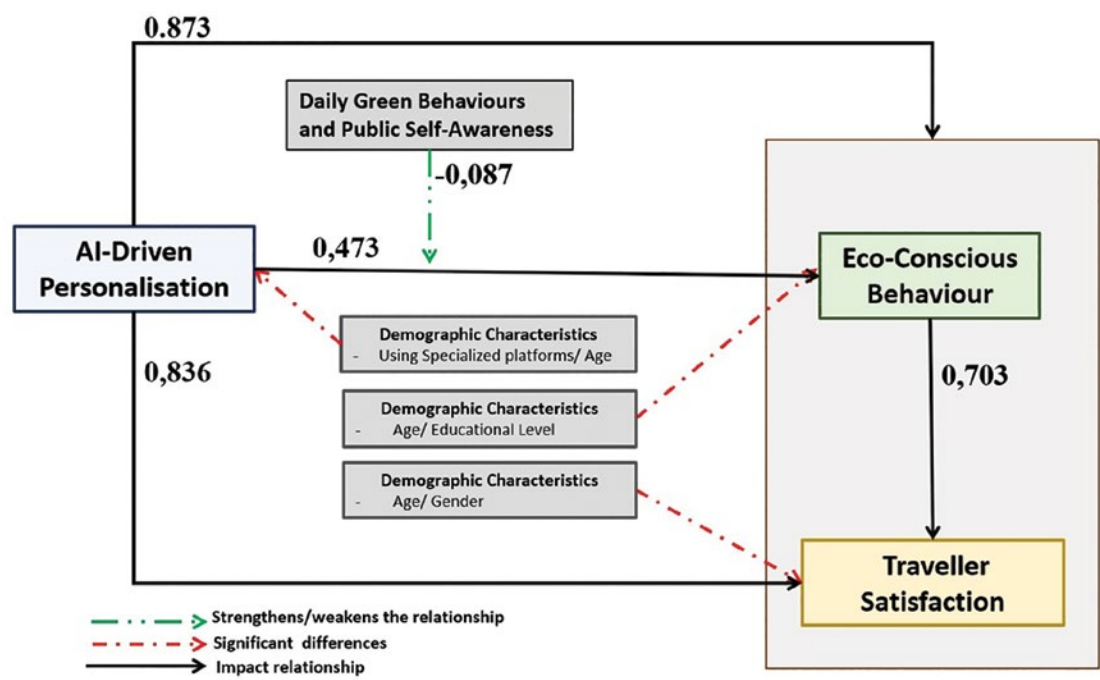 0.873
Daily Green Behaviours
and Public Self-Awareness
-0,087
AI-Driven
Personalisation
0,473
Eco-Conscious
Behaviour
Demographic Characteristics
- Using Specialized platforms/ Age
0,836
0,703
Demographic Characteristics
- Age/ Educational Level
Demographic Characteristics
- Age/ Gender
Traveller
Satisfaction
Strengthens/weakens the relationship
Significant differences
Impact relationship